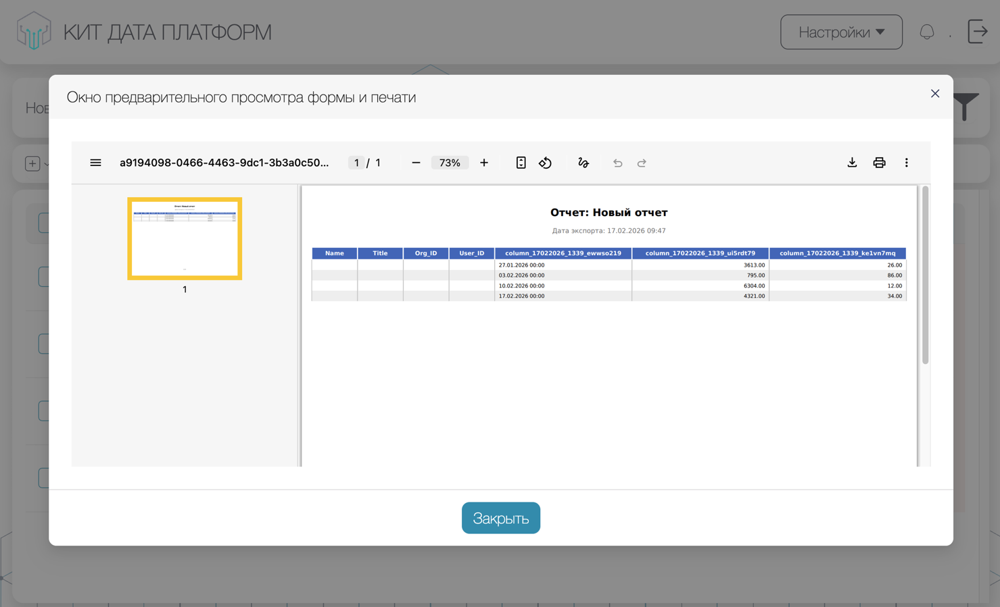 КИТ ДАТА ПЛАТФОРМ
Настройки
Нов
Окно предварительного просмотра формы и печати
a9194098-0466-4463-9dc1-3b3a0c50...
1 / 1
73%
1
Отчет: Новый отчет
Дата экспорта: 17.02.2026 09:47
Name Title Org_ID User_ID column_17022026_1339_ewwso219 column_17022026_1339_ui5rdt79 column_17022026_1339_ke1vn7mq
27.01.2026 00:00 3613.00 26.00
03.02.2026 00:00 795.00 86.00
10.02.2026 00:00 6304.00 12.00
17.02.2026 00:00 4321.00 34.00
Закрыть